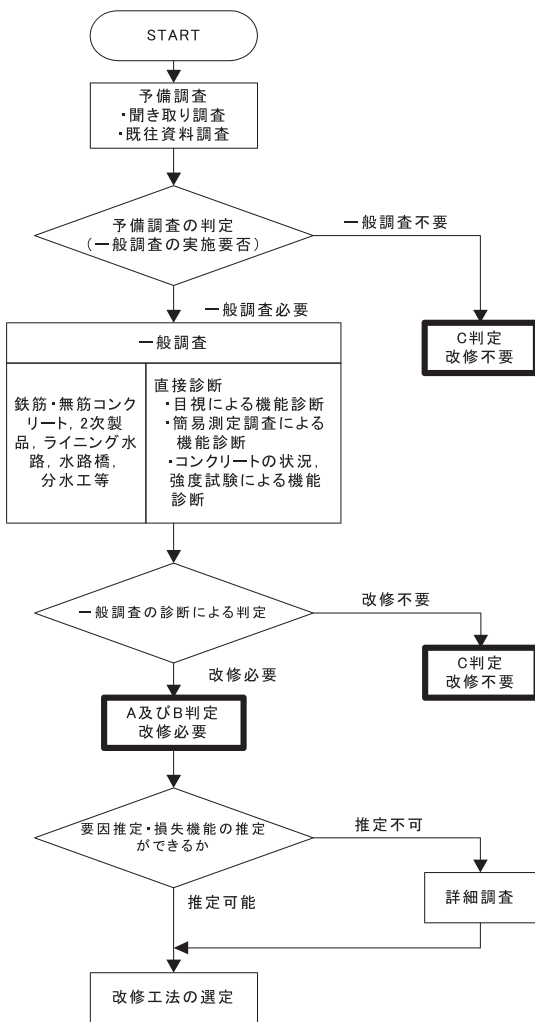 START
予備調査
・聞き取り調査
・既往資料調査
予備調査の判定
（一般調査の実施要否）
一般調査不要
C判定
改修不要
一般調査必要
一般調査
鉄筋・無筋コンク
リート，2次製
品，ライニング水
路，水路橋，
分水工等
直接診断
・目視による機能診断
・簡易測定調査による
機能診断
・コンクリートの状況，
強度試験による機能
診断
一般調査の診断による判定
改修不要
C判定
改修不要
改修必要
A及びB判定
改修必要
要因推定・損失機能の推定
ができるか
推定不可
詳細調査
推定可能
改修工法の選定